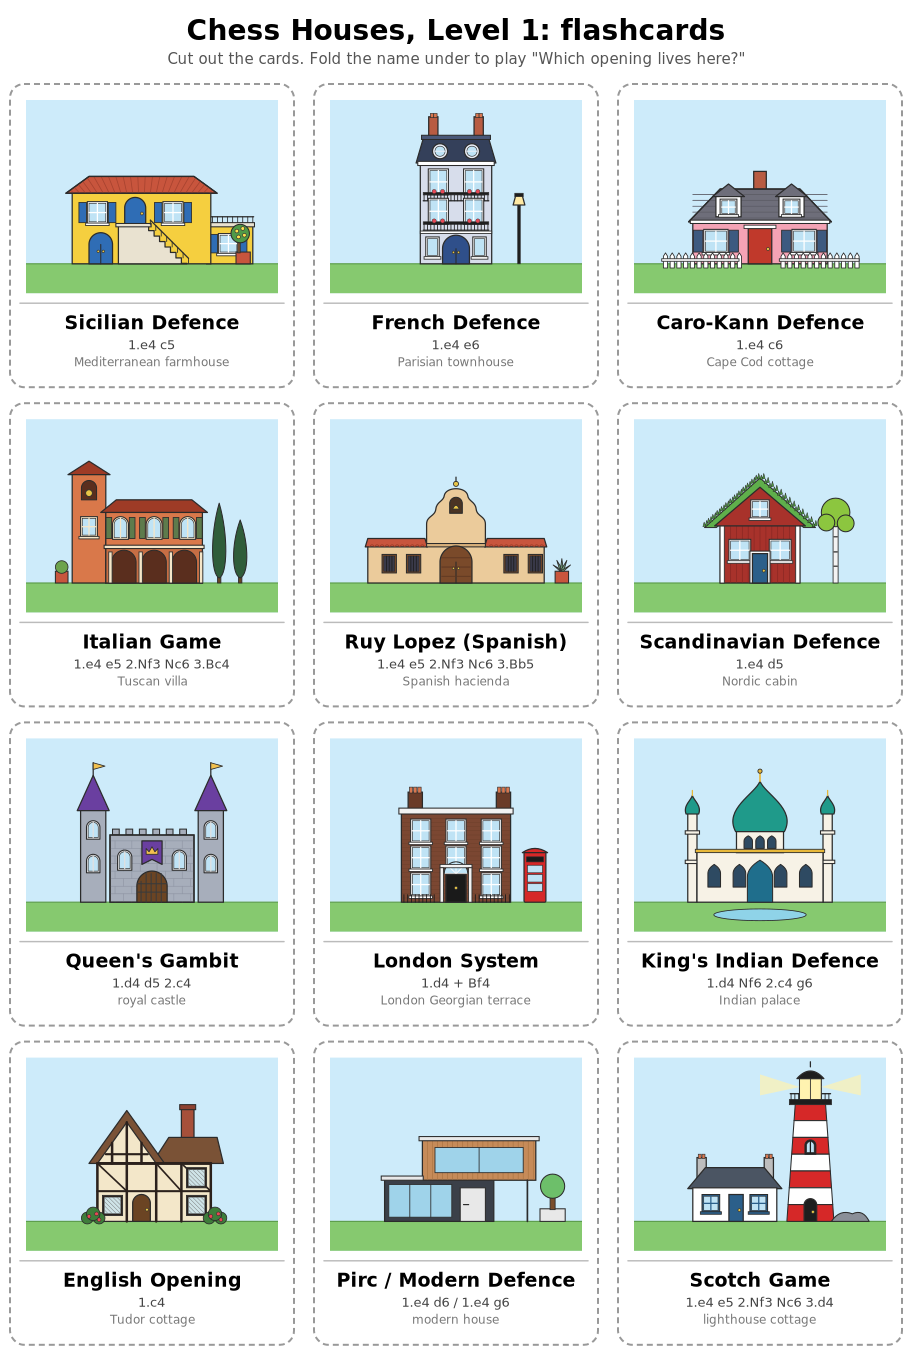 Chess Houses, Level 1: flashcards
Cut out the cards. Fold the name under to play "Which opening lives here?"
Sicilian Defence
1.e4 c5
Mediterranean farmhouse
French Defence
1.e4 e6
Parisian townhouse
Caro-Kann Defence
1.e4 c6
Cape Cod cottage
Italian Game
1.e4 e5 2.Nf3 Nc6 3.Bc4
Tuscan villa
Ruy Lopez (Spanish)
1.e4 e5 2.Nf3 Nc6 3.Bb5
Spanish hacienda
Scandinavian Defence
1.e4 d5
Nordic cabin
Queen's Gambit
1.d4 d5 2.c4
royal castle
London System
1.d4 + Bf4
London Georgian terrace
King's Indian Defence
1.d4 Nf6 2.c4 g6
Indian palace
English Opening
1.c4
Tudor cottage
Pirc / Modern Defence
1.e4 d6 / 1.e4 g6
modern house
Scotch Game
1.e4 e5 2.Nf3 Nc6 3.d4
lighthouse cottage